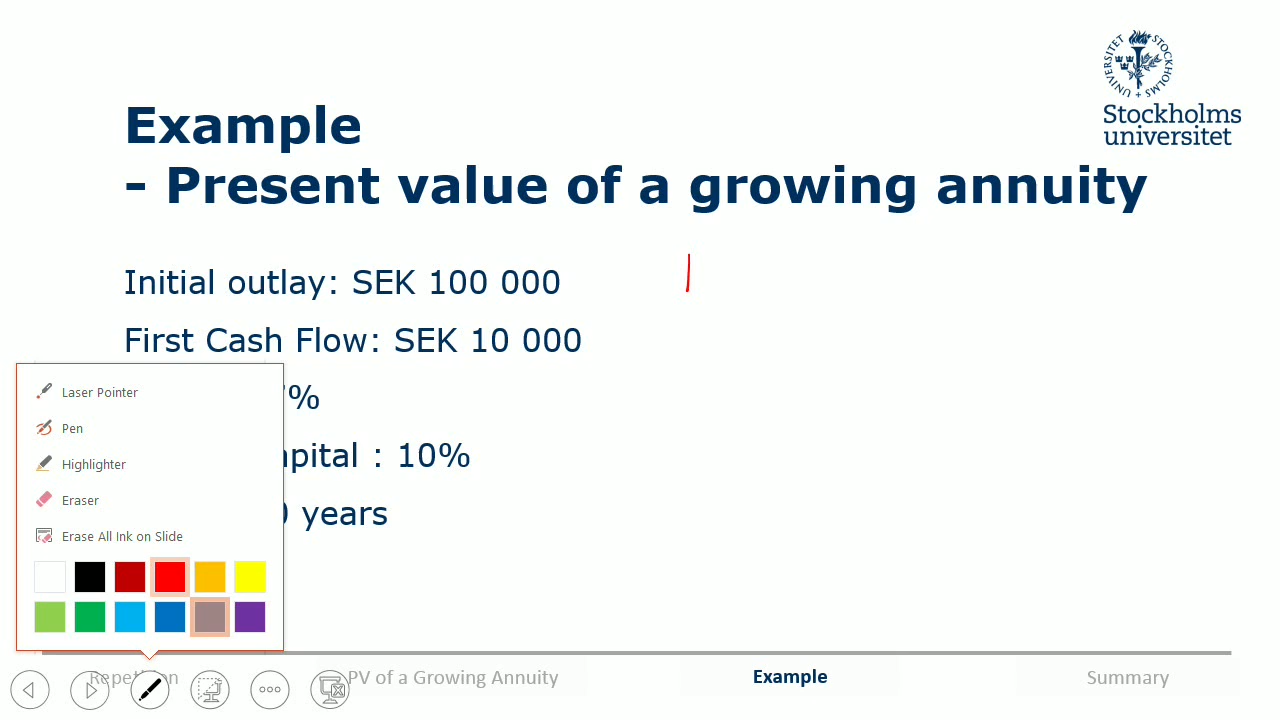 UNIVERSITET STOCKHOLMS
Stockholms
universitet
Example
- Present value of a growing annuity
Initial outlay: SEK 100 000
First Cash Flow: SEK 10 000
%
apital : 10%
years
Laser Pointer
Pen
Highlighter
Eraser
Erase All Ink on Slide
Repetition
PV of a Growing Annuity
Example
Summary